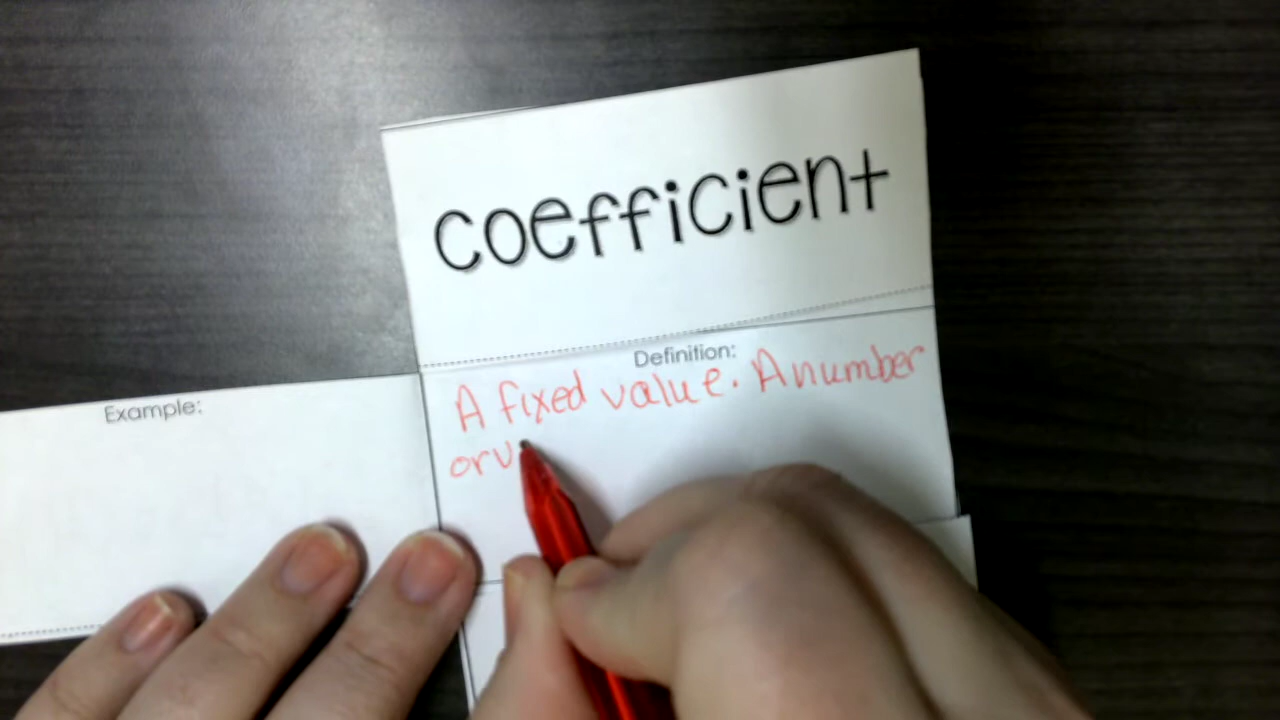 coefficient
Definition:
A fixed value. A number
or v
Example: